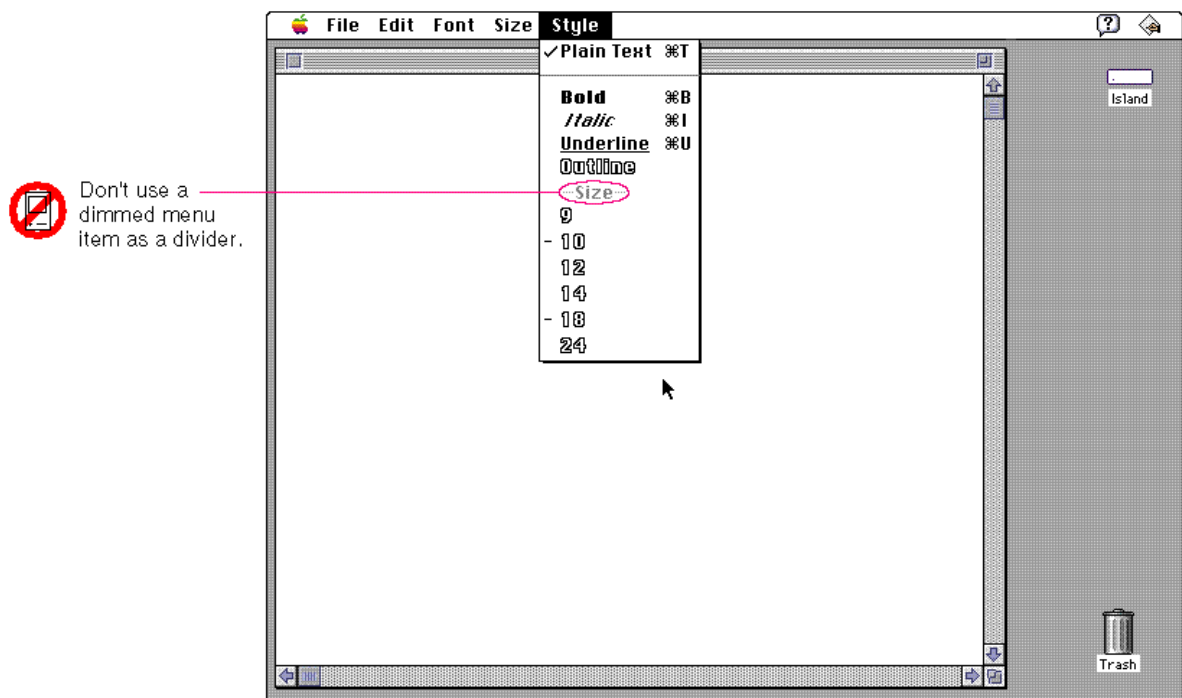 File Edit Font Size Style
✓Plain Text ⌘T
Bold ⌘B
Italic ⌘I
Underline ⌘U
Outline
Size
9
- 10
12
14
- 18
24
Island
Don't use a
dimmed menu
item as a divider.
Trash